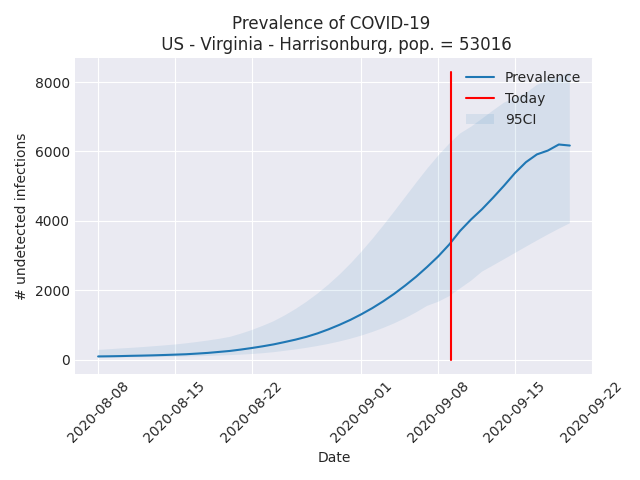 Prevalence of COVID-19
US - Virginia - Harrisonburg, pop. = 53016
Prevalence
Today
95CI
# undetected infections
8000
6000
4000
2000
0
2020-08-08
2020-08-15
2020-08-22
2020-09-01
2020-09-08
2020-09-15
2020-09-22
Date